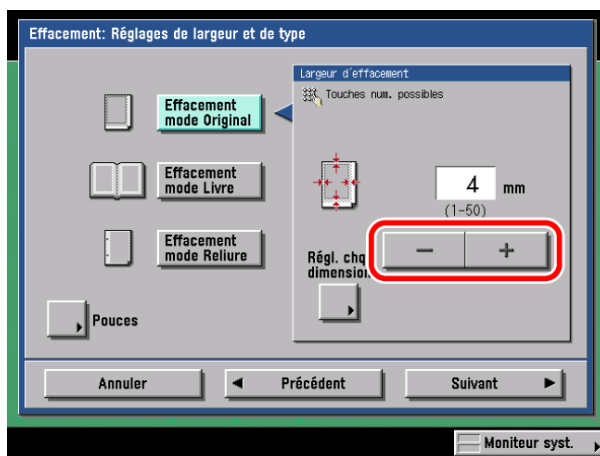 Effacement: Réglages de largeur et de type
Effacement
mode Original
Effacement
mode Livre
Effacement
mode Reliure
Pouces
Largeur d'effacement
Touches num. possibles
4 mm
(1-50)
− +
Régl. chq
dimension
Annuler
◄ Précédent
Suivant ►
Moniteur syst.